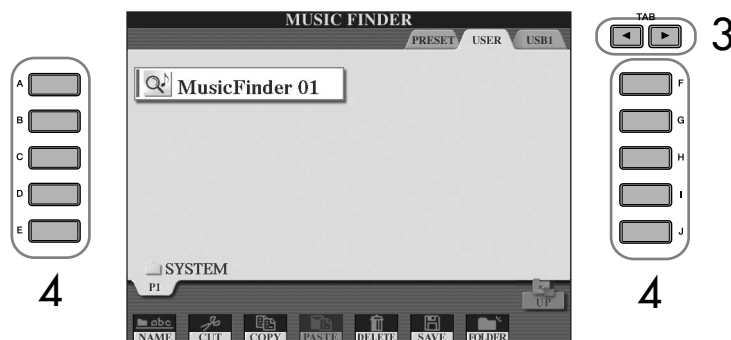 MUSIC FINDER
PRESET USER USB1
TAB
3
MusicFinder 01
A
B
C
D
E
4
F
G
H
I
J
4
SYSTEM
P1
UP
abc
NAME CUT COPY PASTE DELETE SAVE FOLDER